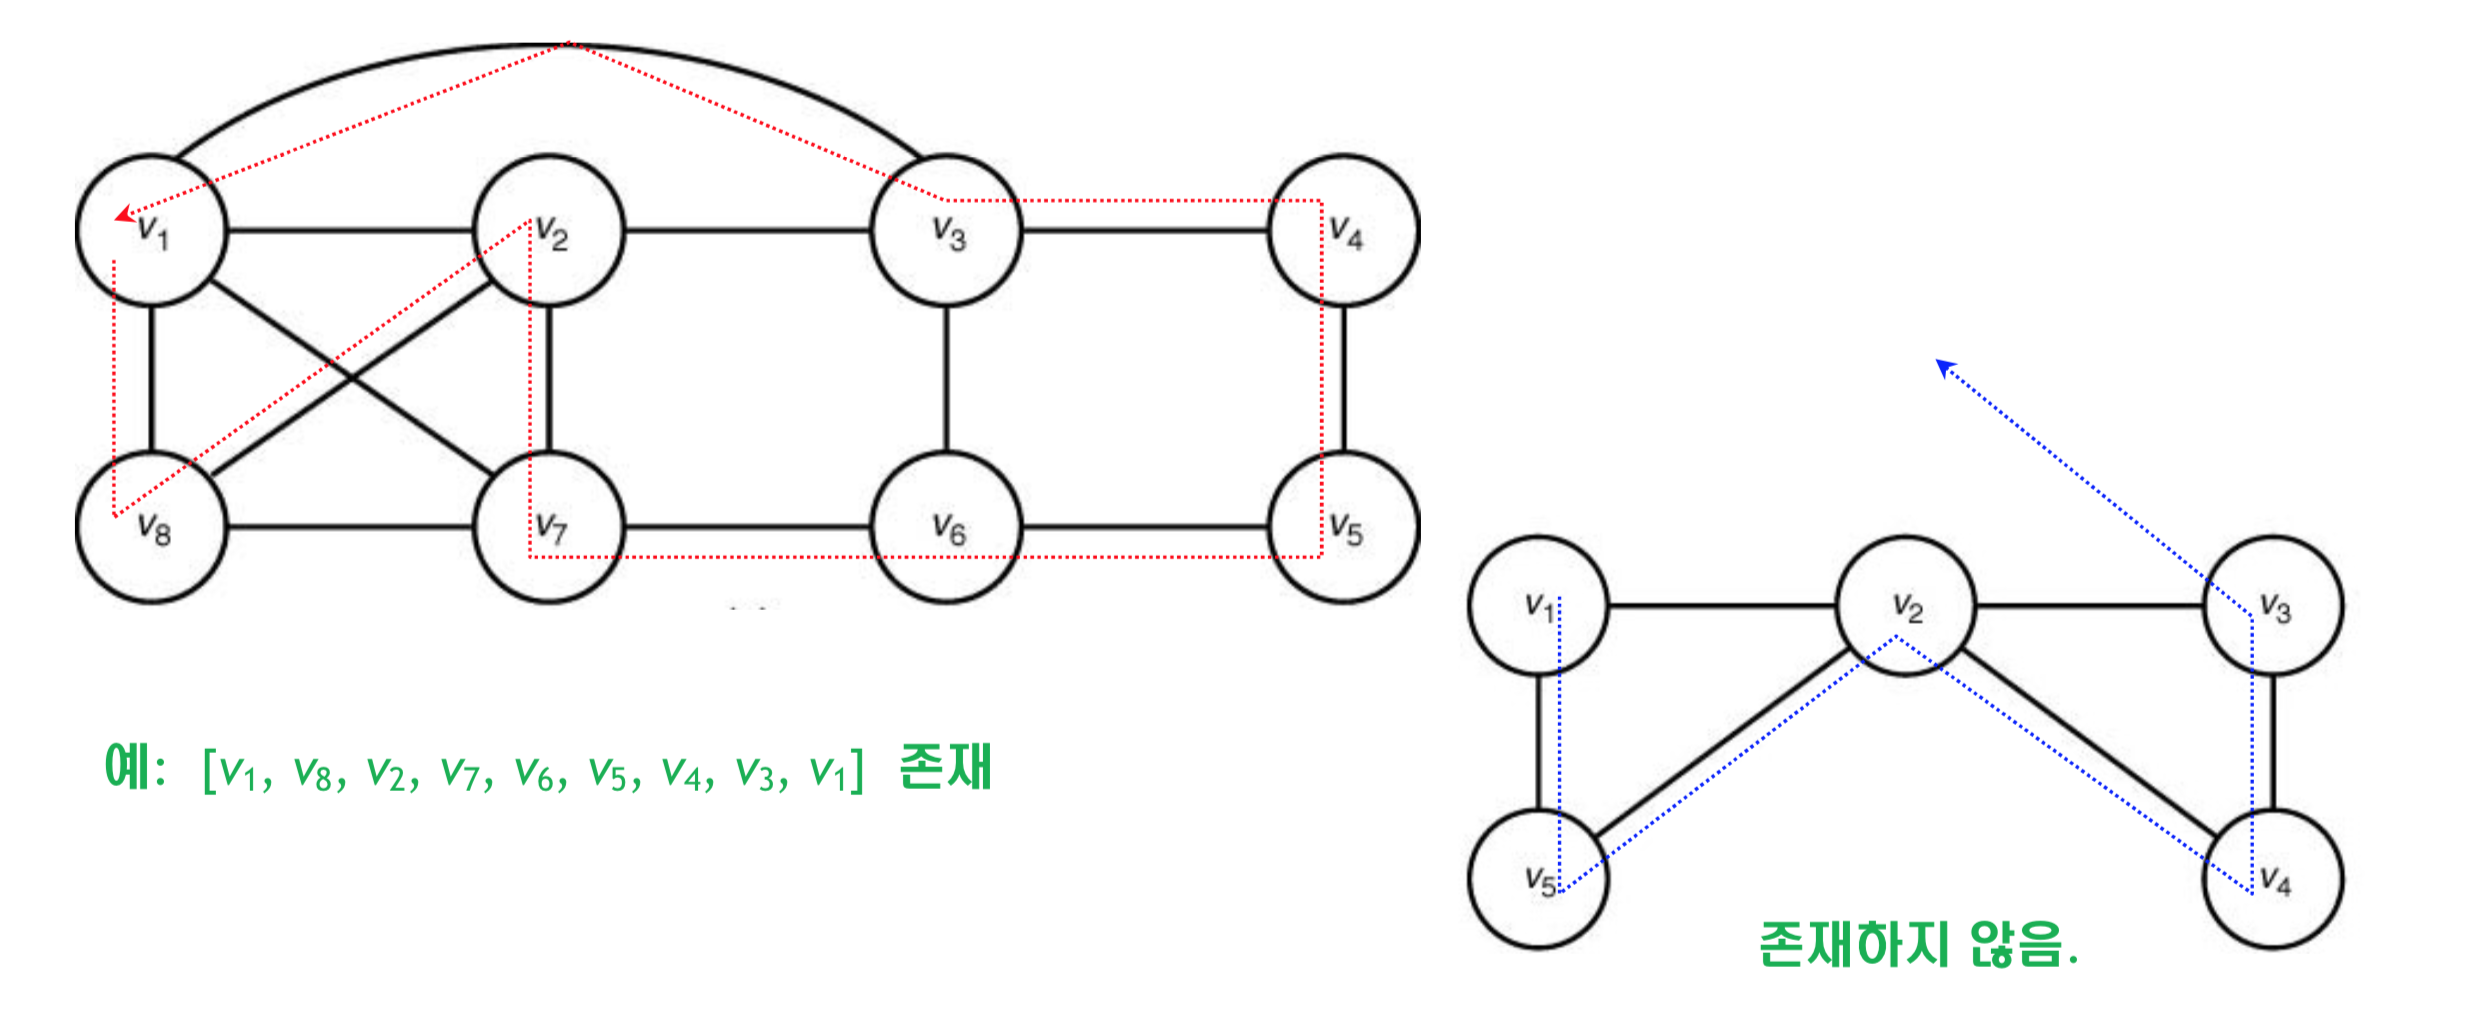 v1 v2 v3 v4
v8 v7 v6 v5
예: [v1, v8, v2, v7, v6, v5, v4, v3, v1] 존재
v1 v2 v3
v5 v4
존재하지 않음.